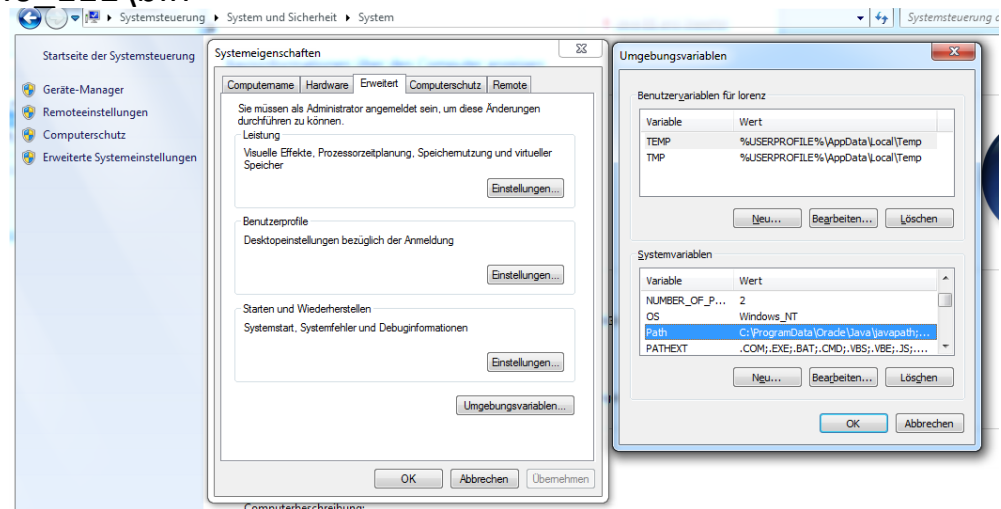 Systemsteuerung ▸ System und Sicherheit ▸ System
Systemsteuerung
Startseite der Systemsteuerung
Geräte-Manager
Remoteeinstellungen
Computerschutz
Erweiterte Systemeinstellungen
Systemeigenschaften
Computername Hardware Erweitert Computerschutz Remote
Sie müssen als Administrator angemeldet sein, um diese Änderungen
durchführen zu können.
Leistung
Visuelle Effekte, Prozessorzeitplanung, Speichernutzung und virtueller
Speicher
Einstellungen...
Benutzerprofile
Desktopeinstellungen bezüglich der Anmeldung
Einstellungen...
Starten und Wiederherstellen
Systemstart, Systemfehler und Debuginformationen
Einstellungen...
Umgebungsvariablen...
OK Abbrechen Übernehmen
Computerbeschreibung:
Umgebungsvariablen
Benutzervariablen für lorenz
Variable Wert
TEMP %USERPROFILE%\AppData\Local\Temp
TMP %USERPROFILE%\AppData\Local\Temp
Neu... Bearbeiten... Löschen
Systemvariablen
Variable Wert
NUMBER_OF_P... 2
OS Windows_NT
Path C:\ProgramData\Oracle\Java\javapath;...
PATHEXT .COM;.EXE;.BAT;.CMD;.VBS;.VBE;.JS;....
Neu... Bearbeiten... Löschen
OK Abbrechen